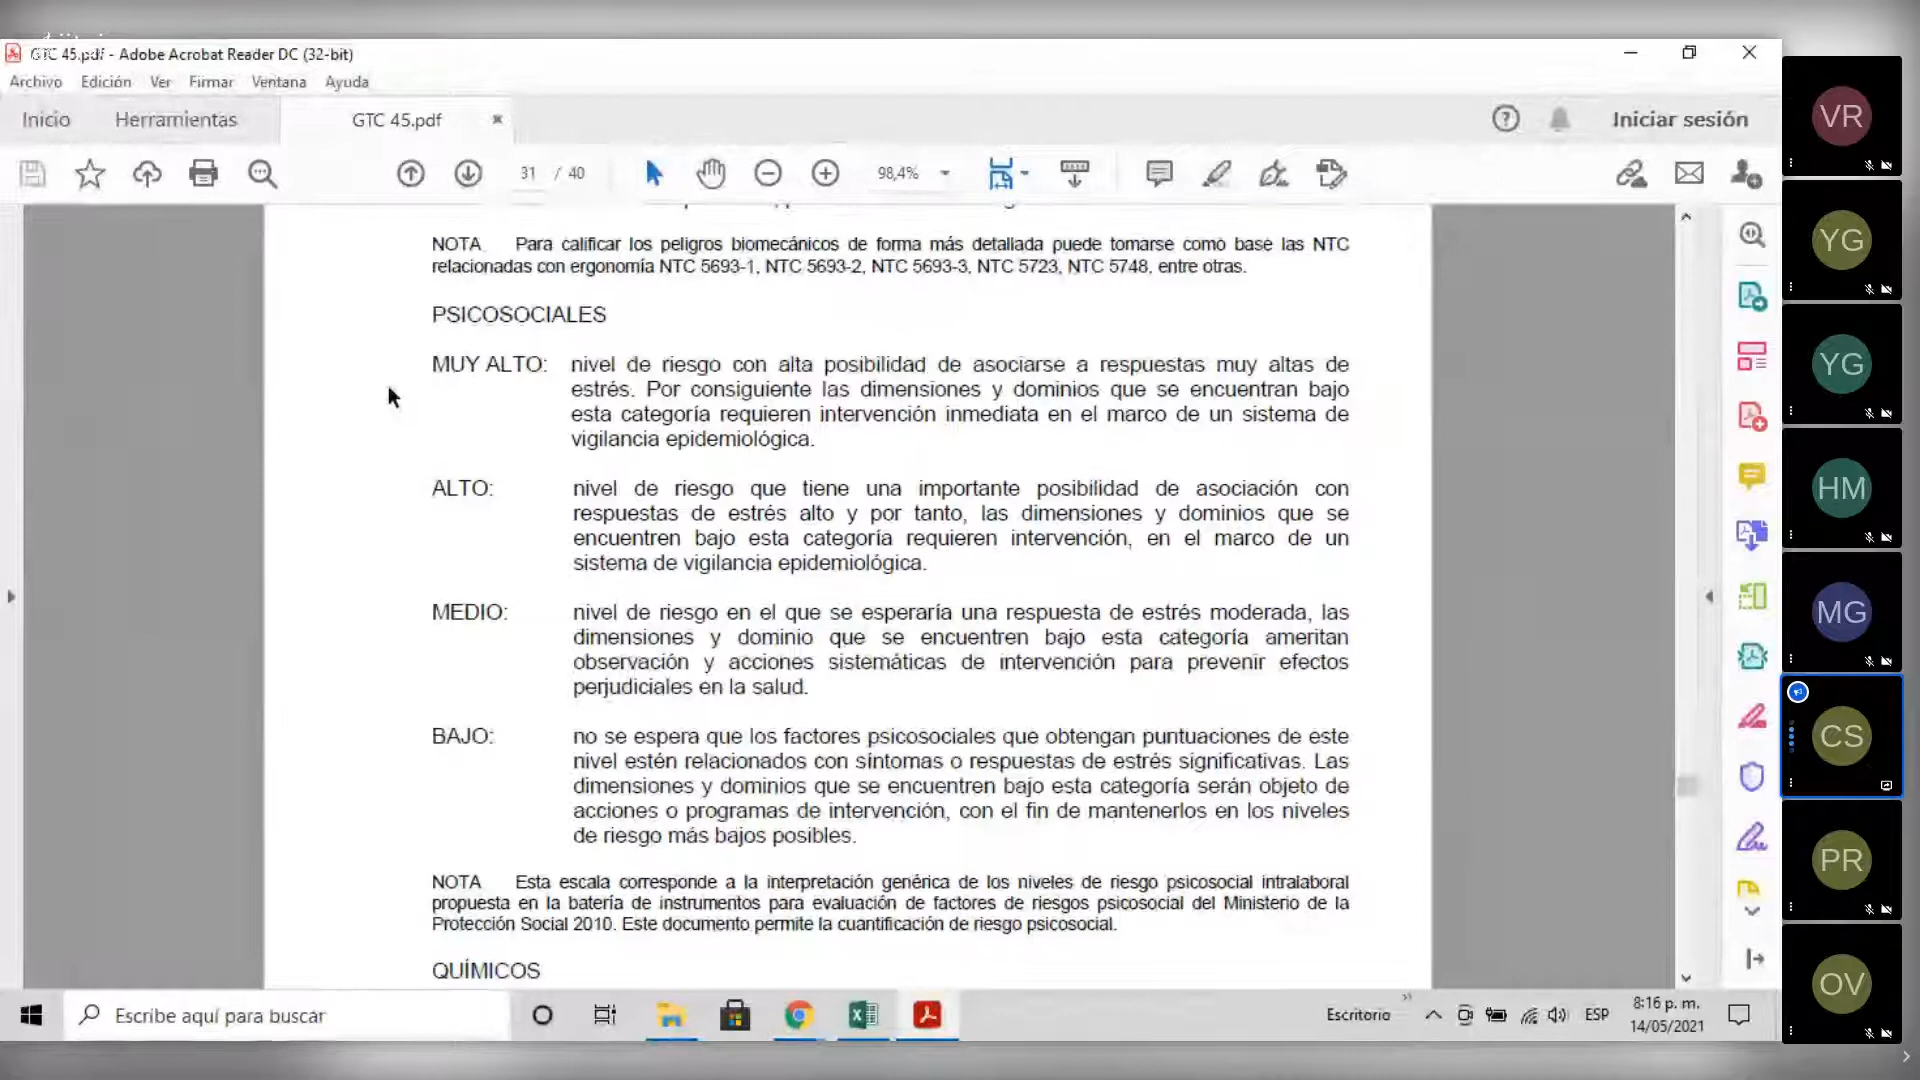 GTC 45.pdf - Adobe Acrobat Reader DC (32-bit)
Archivo Edición Ver Firmar Ventana Ayuda
Inicio Herramientas GTC 45.pdf Iniciar sesión
31 / 40 98,4%
NOTA Para calificar los peligros biomecánicos de forma más detallada puede tomarse como base las NTC
relacionadas con ergonomía NTC 5693-1, NTC 5693-2, NTC 5693-3, NTC 5723, NTC 5748, entre otras.
PSICOSOCIALES
MUY ALTO: nivel de riesgo con alta posibilidad de asociarse a respuestas muy altas de
estrés. Por consiguiente las dimensiones y dominios que se encuentran bajo
esta categoría requieren intervención inmediata en el marco de un sistema de
vigilancia epidemiológica.
ALTO: nivel de riesgo que tiene una importante posibilidad de asociación con
respuestas de estrés alto y por tanto, las dimensiones y dominios que se
encuentren bajo esta categoría requieren intervención, en el marco de un
sistema de vigilancia epidemiológica.
MEDIO: nivel de riesgo en el que se esperaría una respuesta de estrés moderada, las
dimensiones y dominio que se encuentren bajo esta categoría ameritan
observación y acciones sistemáticas de intervención para prevenir efectos
perjudiciales en la salud.
BAJO: no se espera que los factores psicosociales que obtengan puntuaciones de este
nivel estén relacionados con síntomas o respuestas de estrés significativas. Las
dimensiones y dominios que se encuentren bajo esta categoría serán objeto de
acciones o programas de intervención, con el fin de mantenerlos en los niveles
de riesgo más bajos posibles.
NOTA Esta escala corresponde a la interpretación genérica de los niveles de riesgo psicosocial intralaboral
propuesta en la batería de instrumentos para evaluación de factores de riesgos psicosocial del Ministerio de la
Protección Social 2010. Este documento permite la cuantificación de riesgo psicosocial.
QUÍMICOS
Escribe aquí para buscar
Escritorio
ESP
8:16 p. m.
14/05/2021
VR
YG
YG
HM
MG
CS
PR
OV